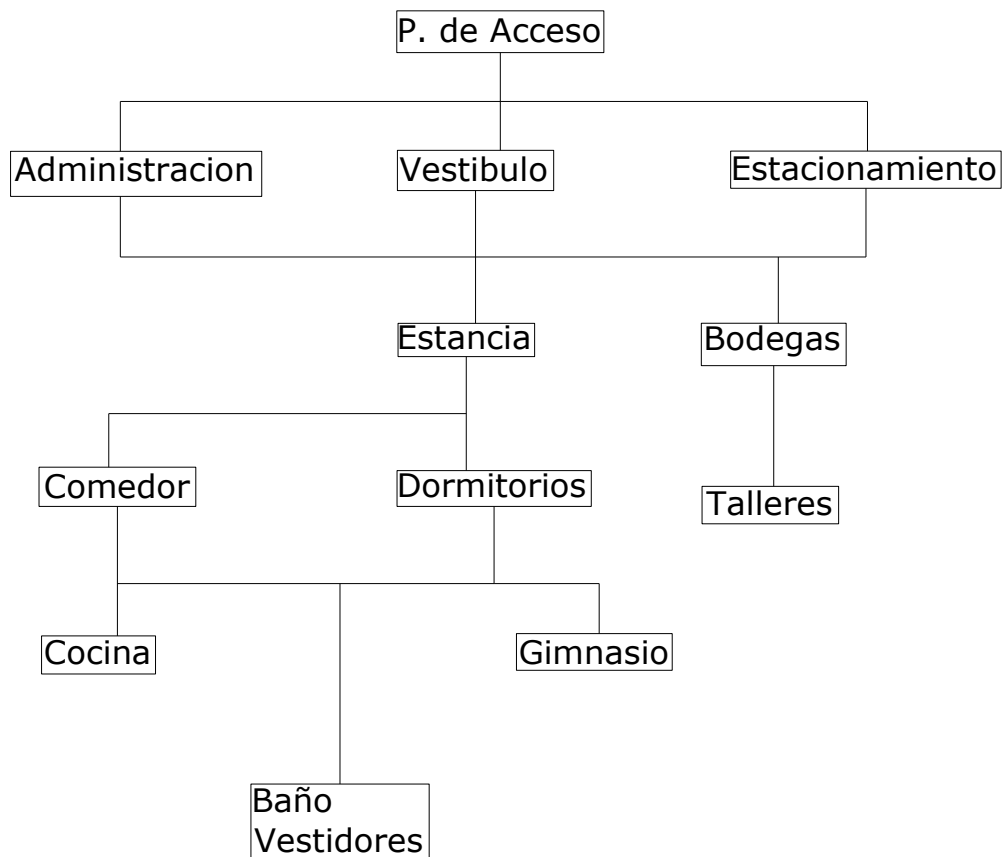 P. de Acceso
Administracion
Vestibulo
Estacionamiento
Estancia
Bodegas
Comedor
Dormitorios
Talleres
Cocina
Gimnasio
Baño
Vestidores